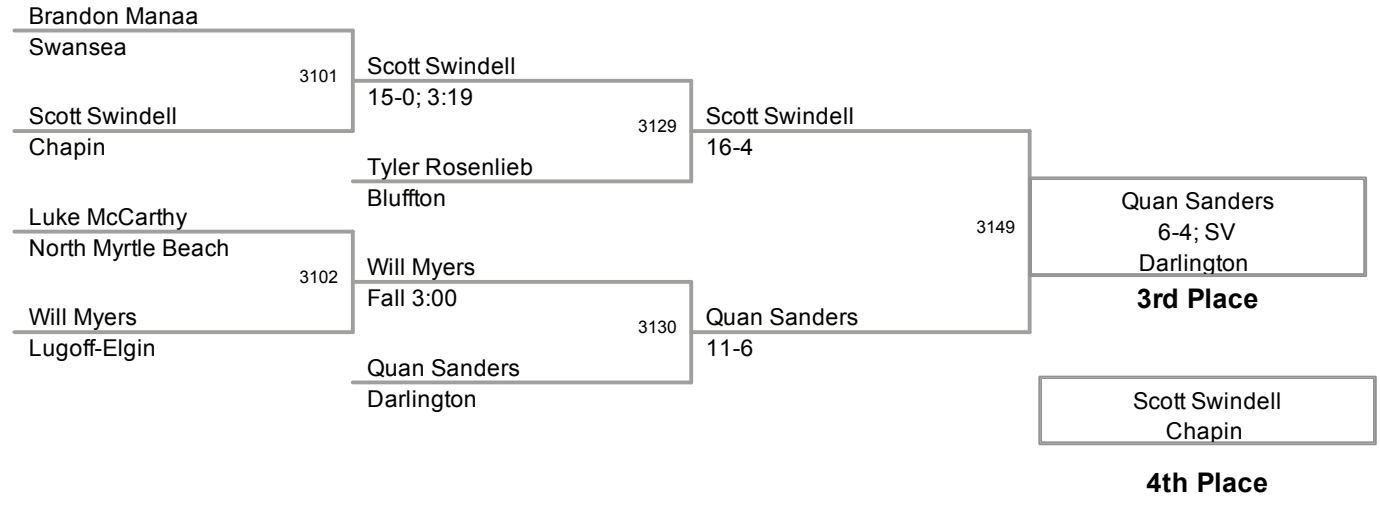 Brandon Manaa
Swansea
3101
Scott Swindell
15-0; 3:19
Scott Swindell
Chapin
3129
Scott Swindell
16-4
Tyler Rosenlieb
Bluffton
Luke McCarthy
North Myrtle Beach
3102
Will Myers
Fall 3:00
Will Myers
Lugoff-Elgin
3130
Quan Sanders
11-6
Quan Sanders
Darlington
3149
Quan Sanders
6-4; SV
Darlington
3rd Place
Scott Swindell
Chapin
4th Place